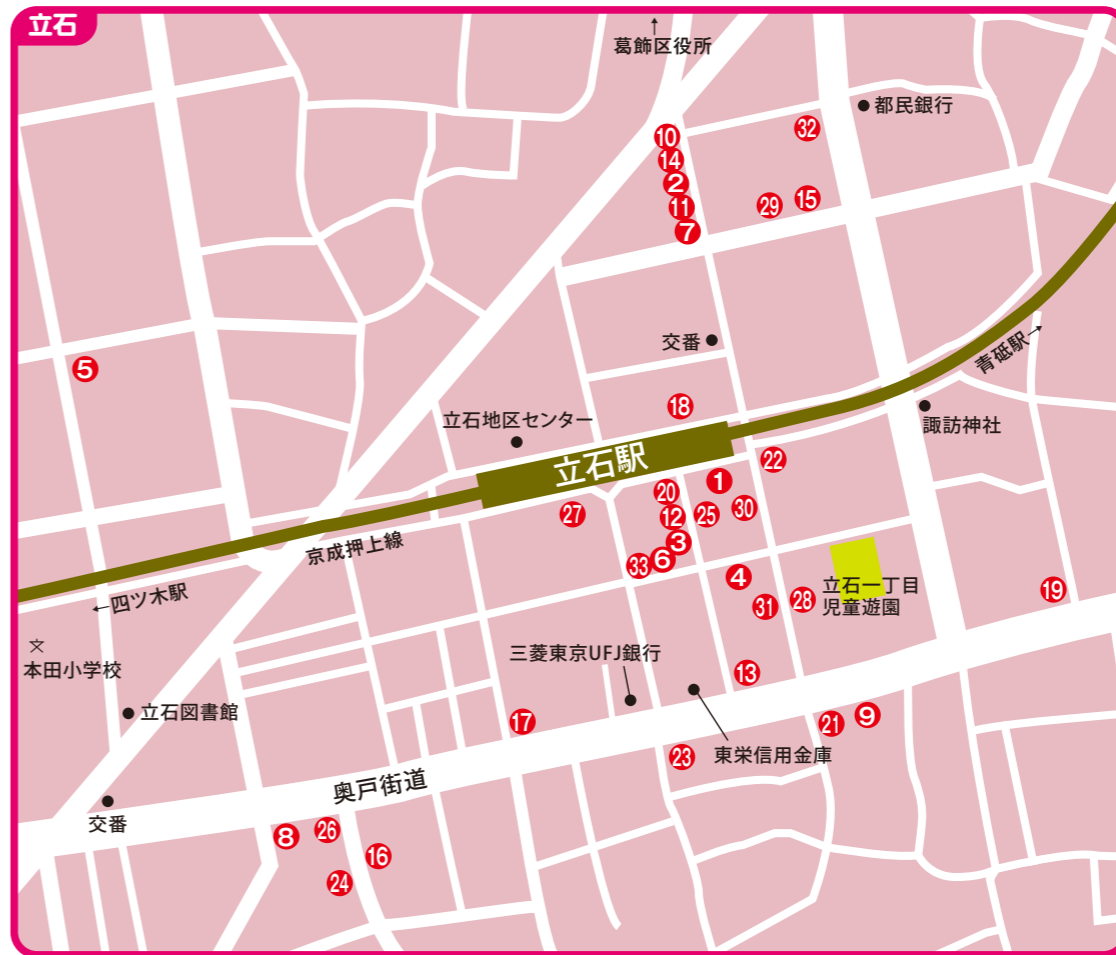 立石
↑
葛飾区役所
都民銀行
32
10
14
2
11
7
29
15
交番
青砥駅→
5
18
立石地区センター
諏訪神社
立石駅
22
1
20
27
12
25
30
京成押上線
3
6
33
4
←四ツ木駅
31
28
立石一丁目
児童遊園
19
文
本田小学校
三菱東京UFJ銀行
13
立石図書館
17
21
9
23
東栄信用金庫
奥戸街道
交番
8
26
16
24